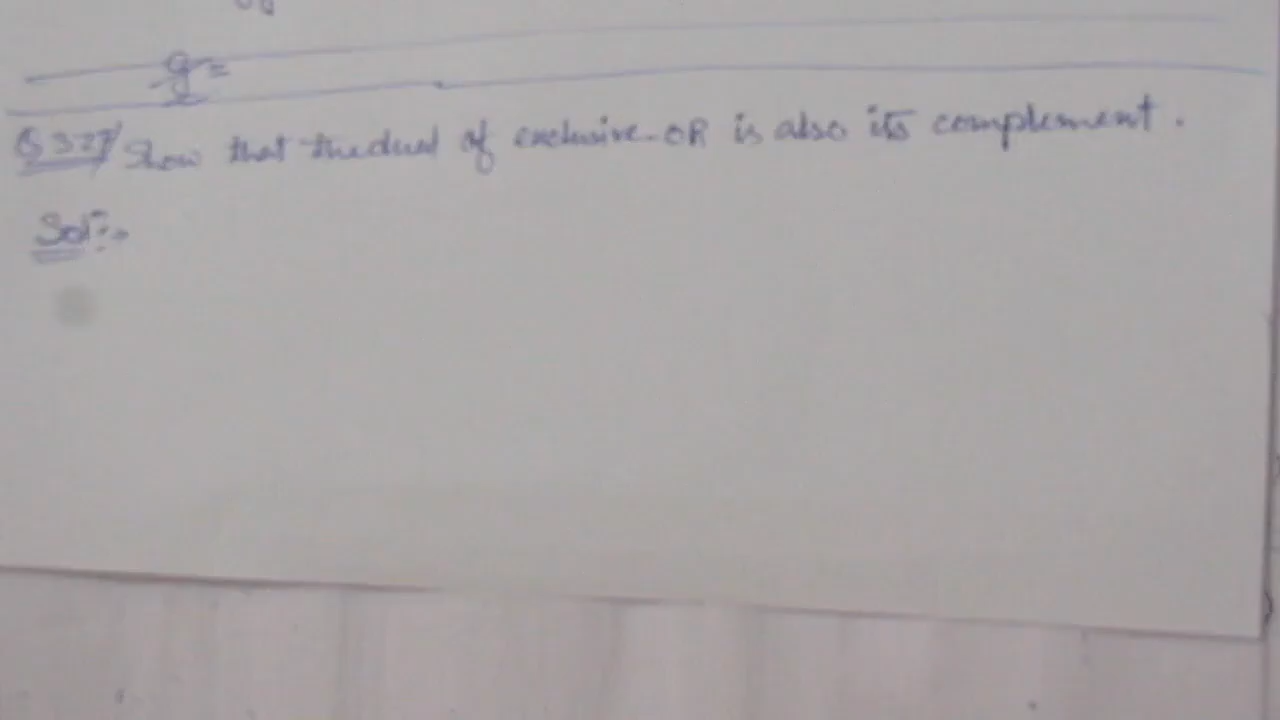 g =
Q 3.27/ Show that the dual of exclusive-OR is also its complement.
Sol:-